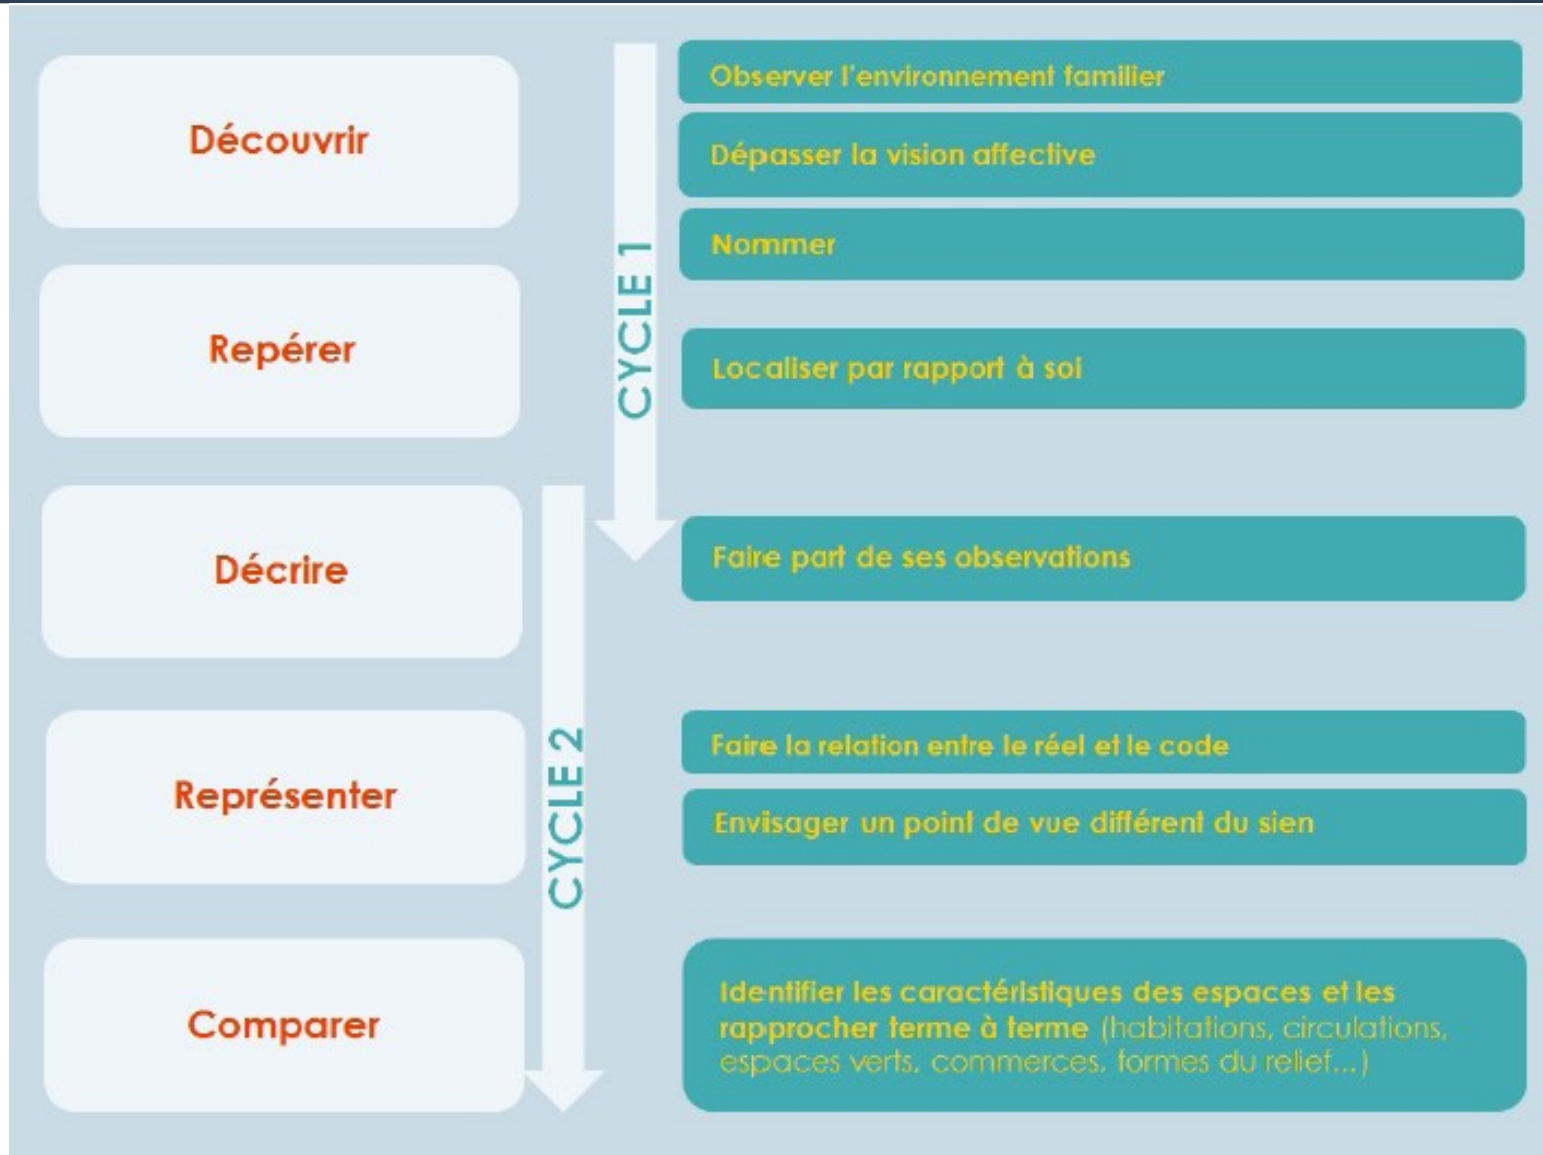 Découvrir
Observer l'environnement familier
Dépasser la vision affective
Nommer
CYCLE 1
Repérer
Localiser par rapport à soi
Décrire
Faire part de ses observations
CYCLE 2
Représenter
Faire la relation entre le réel et le code
Envisager un point de vue différent du sien
Comparer
Identifier les caractéristiques des espaces et les
rapprocher terme à terme (habitations, circulations,
espaces verts, commerces, formes du relief...)